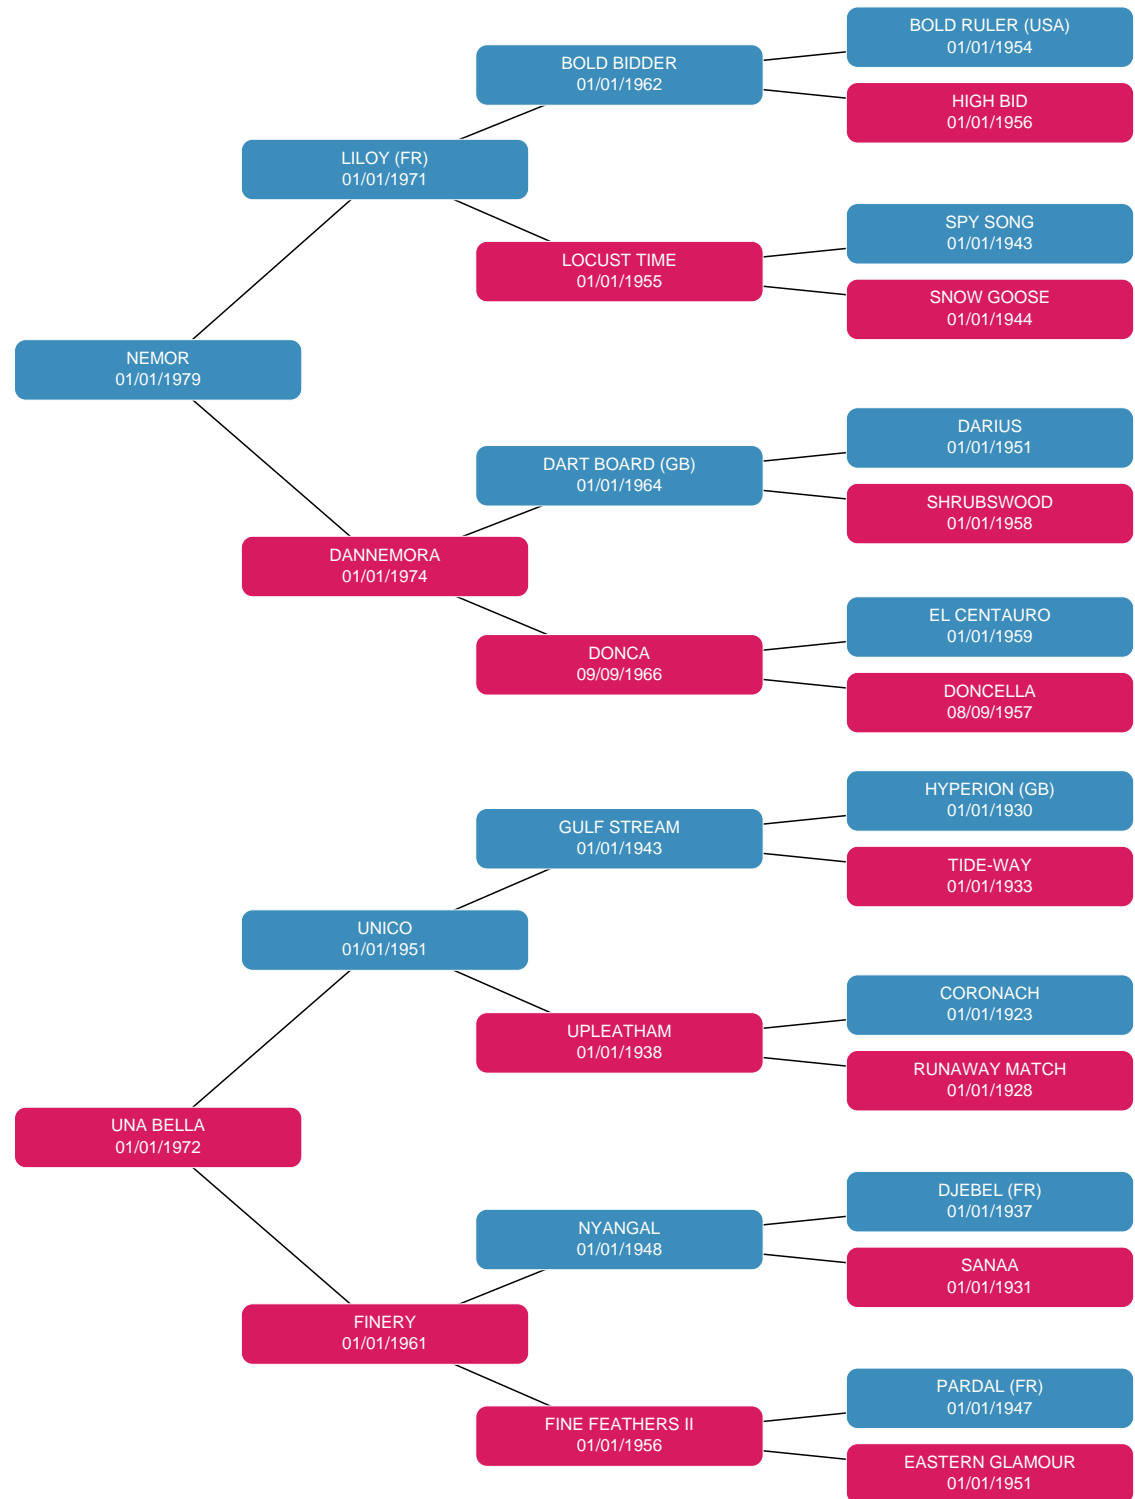 BOLD RULER (USA)
01/01/1954
BOLD BIDDER
01/01/1962
HIGH BID
01/01/1956
LILOY (FR)
01/01/1971
SPY SONG
01/01/1943
LOCUST TIME
01/01/1955
SNOW GOOSE
01/01/1944
NEMOR
01/01/1979
DARIUS
01/01/1951
DART BOARD (GB)
01/01/1964
SHRUBSWOOD
01/01/1958
DANNEMORA
01/01/1974
EL CENTAURO
01/01/1959
DONCA
09/09/1966
DONCELLA
08/09/1957
HYPERION (GB)
01/01/1930
GULF STREAM
01/01/1943
TIDE-WAY
01/01/1933
UNICO
01/01/1951
CORONACH
01/01/1923
UPLEATHAM
01/01/1938
RUNAWAY MATCH
01/01/1928
UNA BELLA
01/01/1972
DJEBEL (FR)
01/01/1937
NYANGAL
01/01/1948
SANAA
01/01/1931
FINERY
01/01/1961
PARDAL (FR)
01/01/1947
FINE FEATHERS II
01/01/1956
EASTERN GLAMOUR
01/01/1951